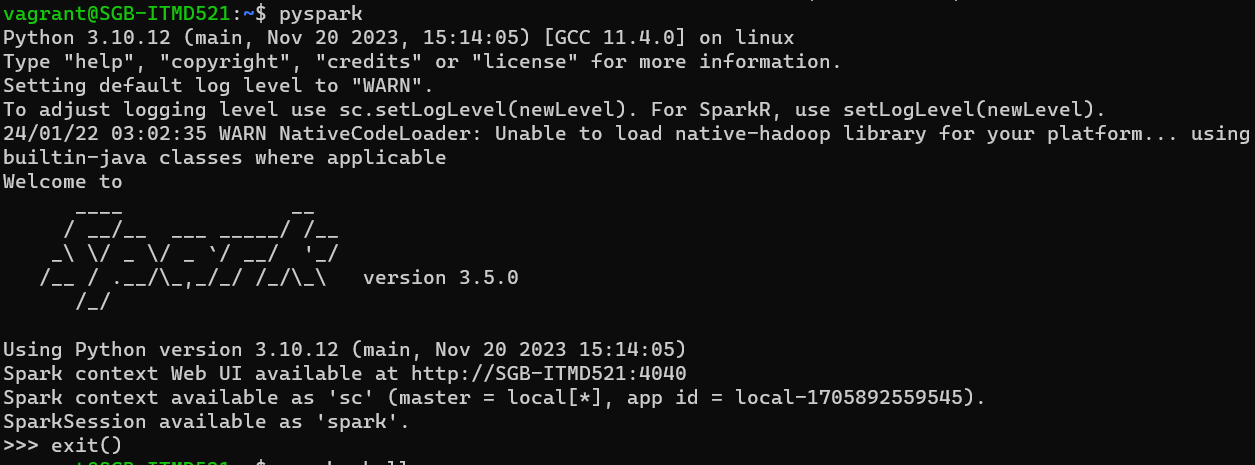 vagrant@SGB-ITMD521:~$ pyspark
Python 3.10.12 (main, Nov 20 2023, 15:14:05) [GCC 11.4.0] on linux
Type "help", "copyright", "credits" or "license" for more information.
Setting default log level to "WARN".
To adjust logging level use sc.setLogLevel(newLevel). For SparkR, use setLogLevel(newLevel).
24/01/22 03:02:35 WARN NativeCodeLoader: Unable to load native-hadoop library for your platform... using
builtin-java classes where applicable
Welcome to
      ____              __
     / __/__  ___ _____/ /__
    _\ \/ _ \/ _ `/ __/  '_/
   /__ / .__/\_,_/_/ /_/\_\   version 3.5.0
      /_/
Using Python version 3.10.12 (main, Nov 20 2023 15:14:05)
Spark context Web UI available at http://SGB-ITMD521:4040
Spark context available as 'sc' (master = local[*], app id = local-1705892559545).
SparkSession available as 'spark'.
>>> exit()